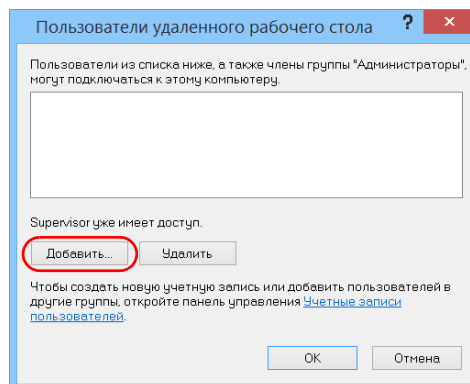 Пользователи удаленного рабочего стола ? ×
Пользователи из списка ниже, а также члены группы "Администраторы",
могут подключаться к этому компьютеру.
Supervisor уже имеет доступ.
Добавить... Удалить
Чтобы создать новую учетную запись или добавить пользователей в
другие группы, откройте панель управления Учетные записи
пользователей.
OK Отмена